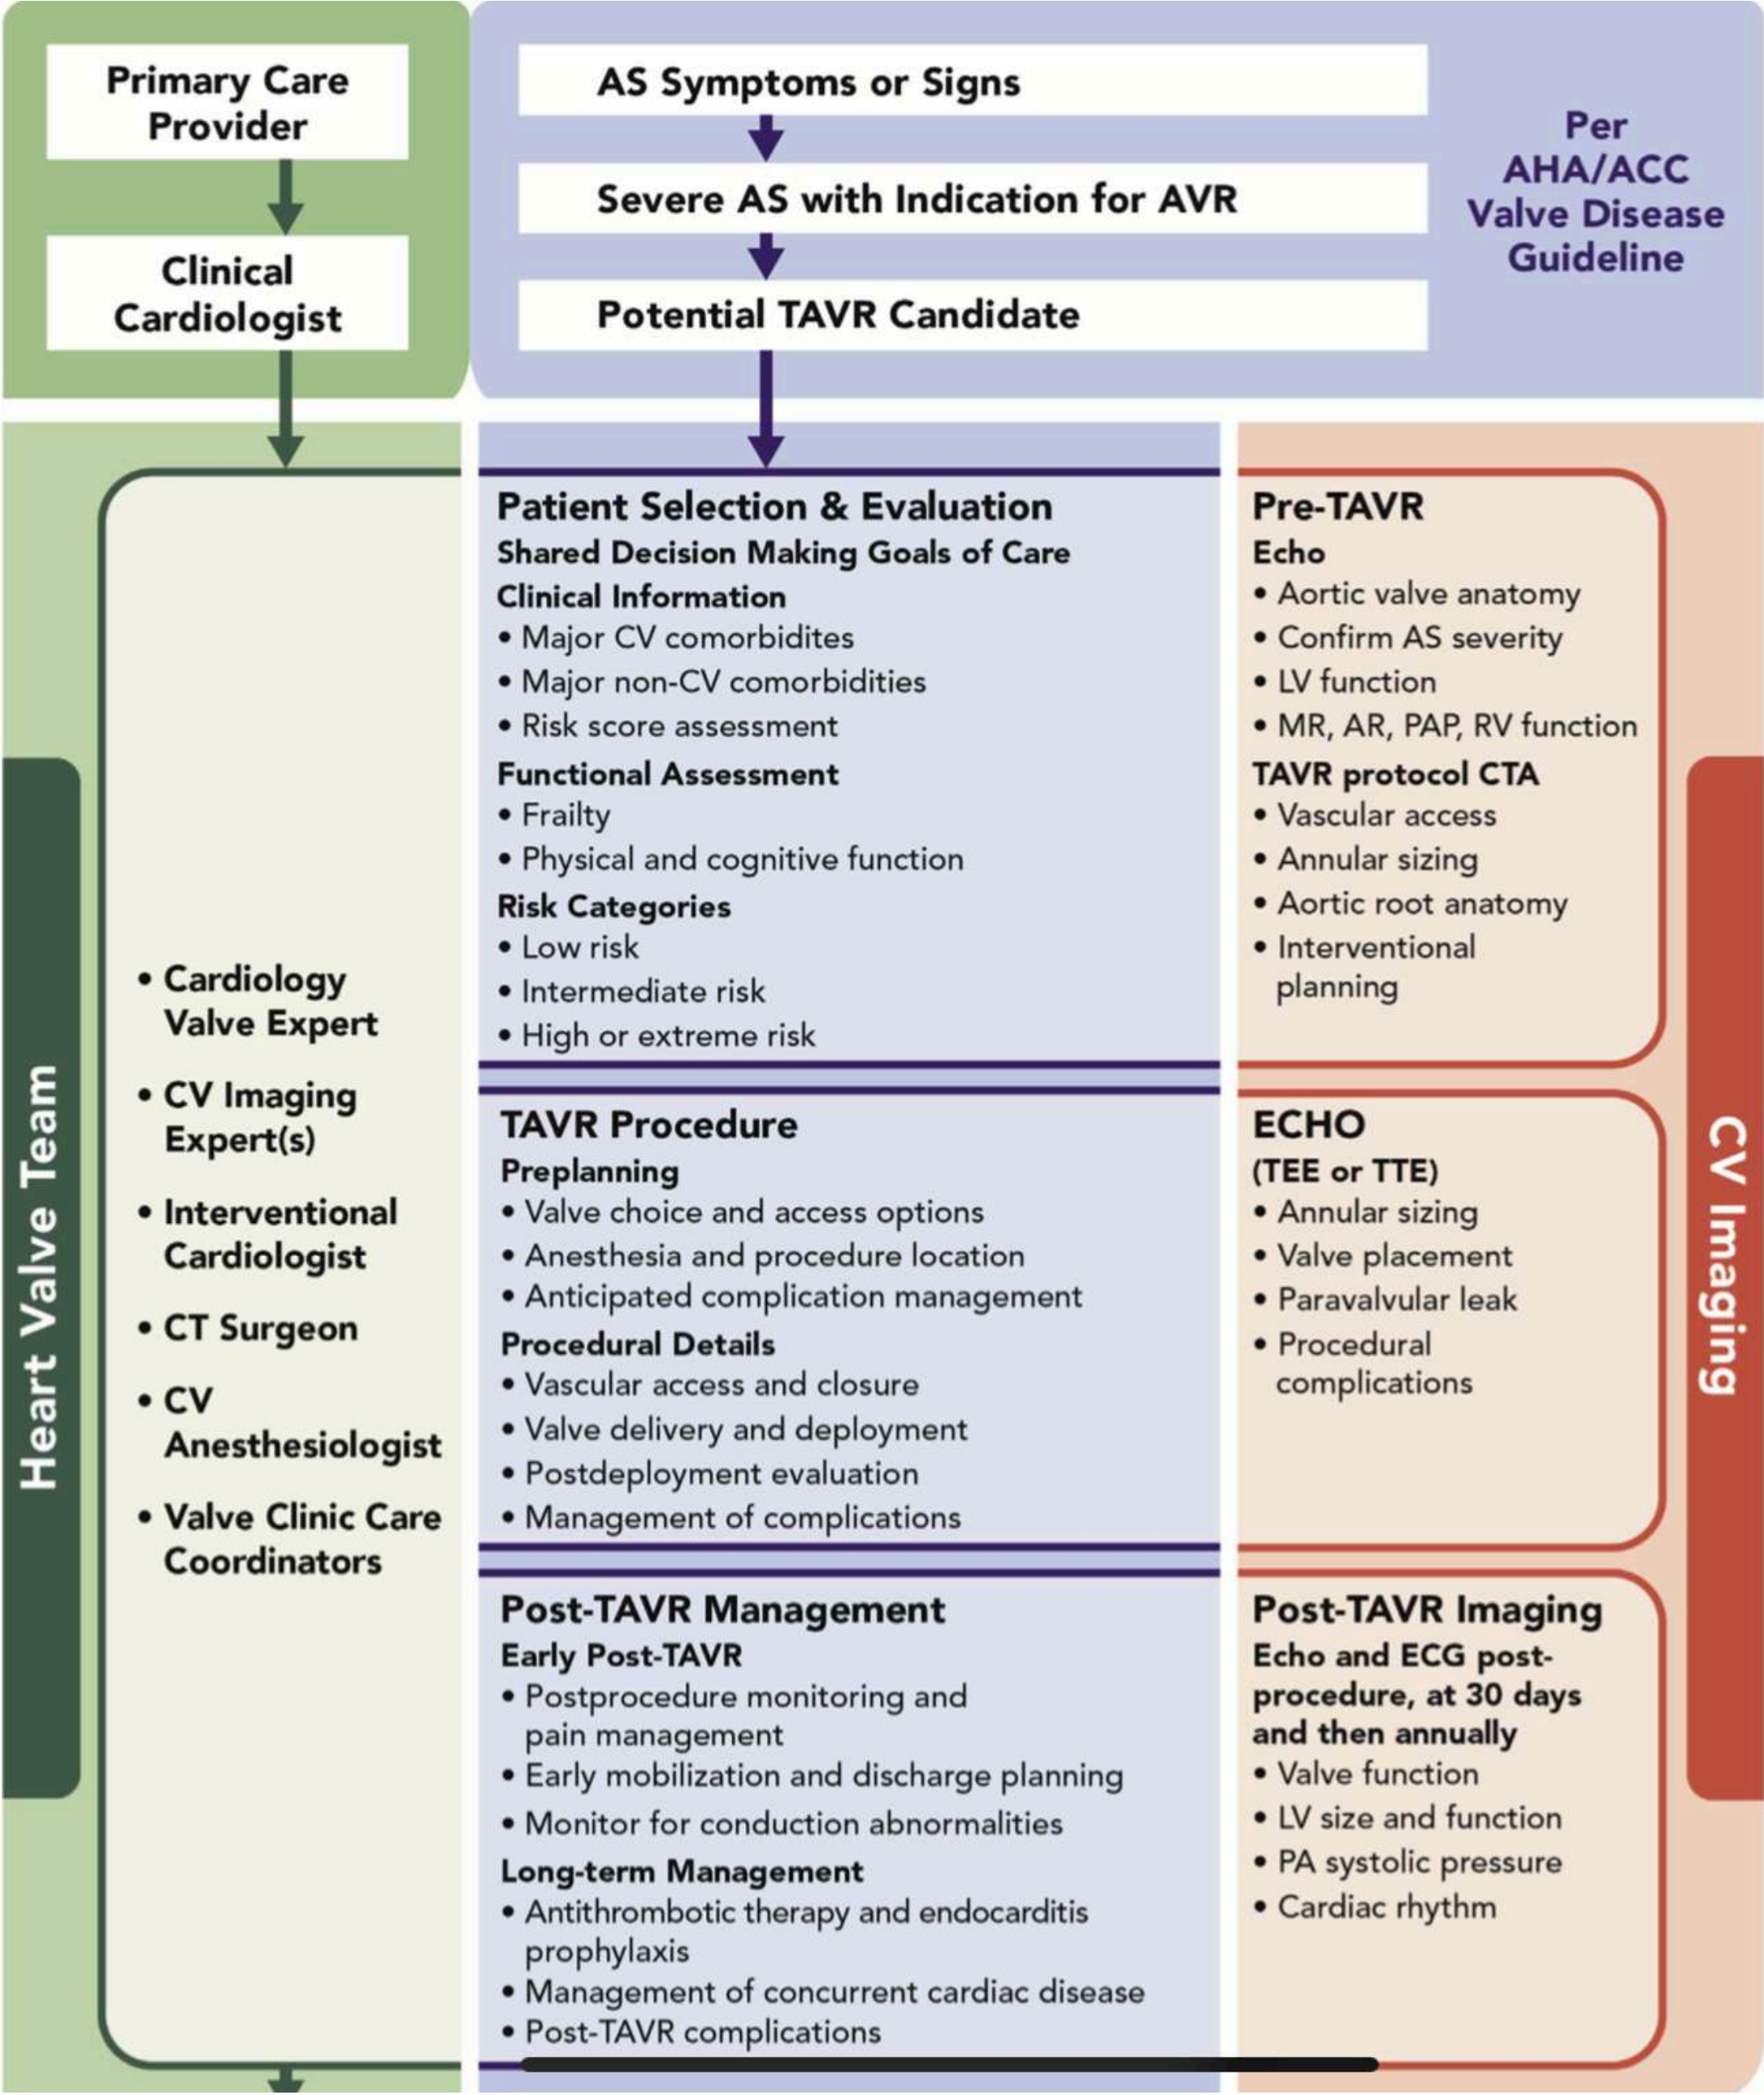 Primary Care
Provider
Clinical
Cardiologist
AS Symptoms or Signs
Severe AS with Indication for AVR
Potential TAVR Candidate
Per
AHA/ACC
Valve Disease
Guideline
Heart Valve Team
• Cardiology
Valve Expert
• CV Imaging
Expert(s)
• Interventional
Cardiologist
• CT Surgeon
• CV
Anesthesiologist
• Valve Clinic Care
Coordinators
Patient Selection & Evaluation
Shared Decision Making Goals of Care
Clinical Information
• Major CV comorbidites
• Major non-CV comorbidities
• Risk score assessment
Functional Assessment
• Frailty
• Physical and cognitive function
Risk Categories
• Low risk
• Intermediate risk
• High or extreme risk
TAVR Procedure
Preplanning
• Valve choice and access options
• Anesthesia and procedure location
• Anticipated complication management
Procedural Details
• Vascular access and closure
• Valve delivery and deployment
• Postdeployment evaluation
• Management of complications
Post-TAVR Management
Early Post-TAVR
• Postprocedure monitoring and
pain management
• Early mobilization and discharge planning
• Monitor for conduction abnormalities
Long-term Management
• Antithrombotic therapy and endocarditis
prophylaxis
• Management of concurrent cardiac disease
• Post-TAVR complications
Pre-TAVR
Echo
• Aortic valve anatomy
• Confirm AS severity
• LV function
• MR, AR, PAP, RV function
TAVR protocol CTA
• Vascular access
• Annular sizing
• Aortic root anatomy
• Interventional
planning
ECHO
(TEE or TTE)
• Annular sizing
• Valve placement
• Paravalvular leak
• Procedural
complications
Post-TAVR Imaging
Echo and ECG post-
procedure, at 30 days
and then annually
• Valve function
• LV size and function
• PA systolic pressure
• Cardiac rhythm
CV Imaging